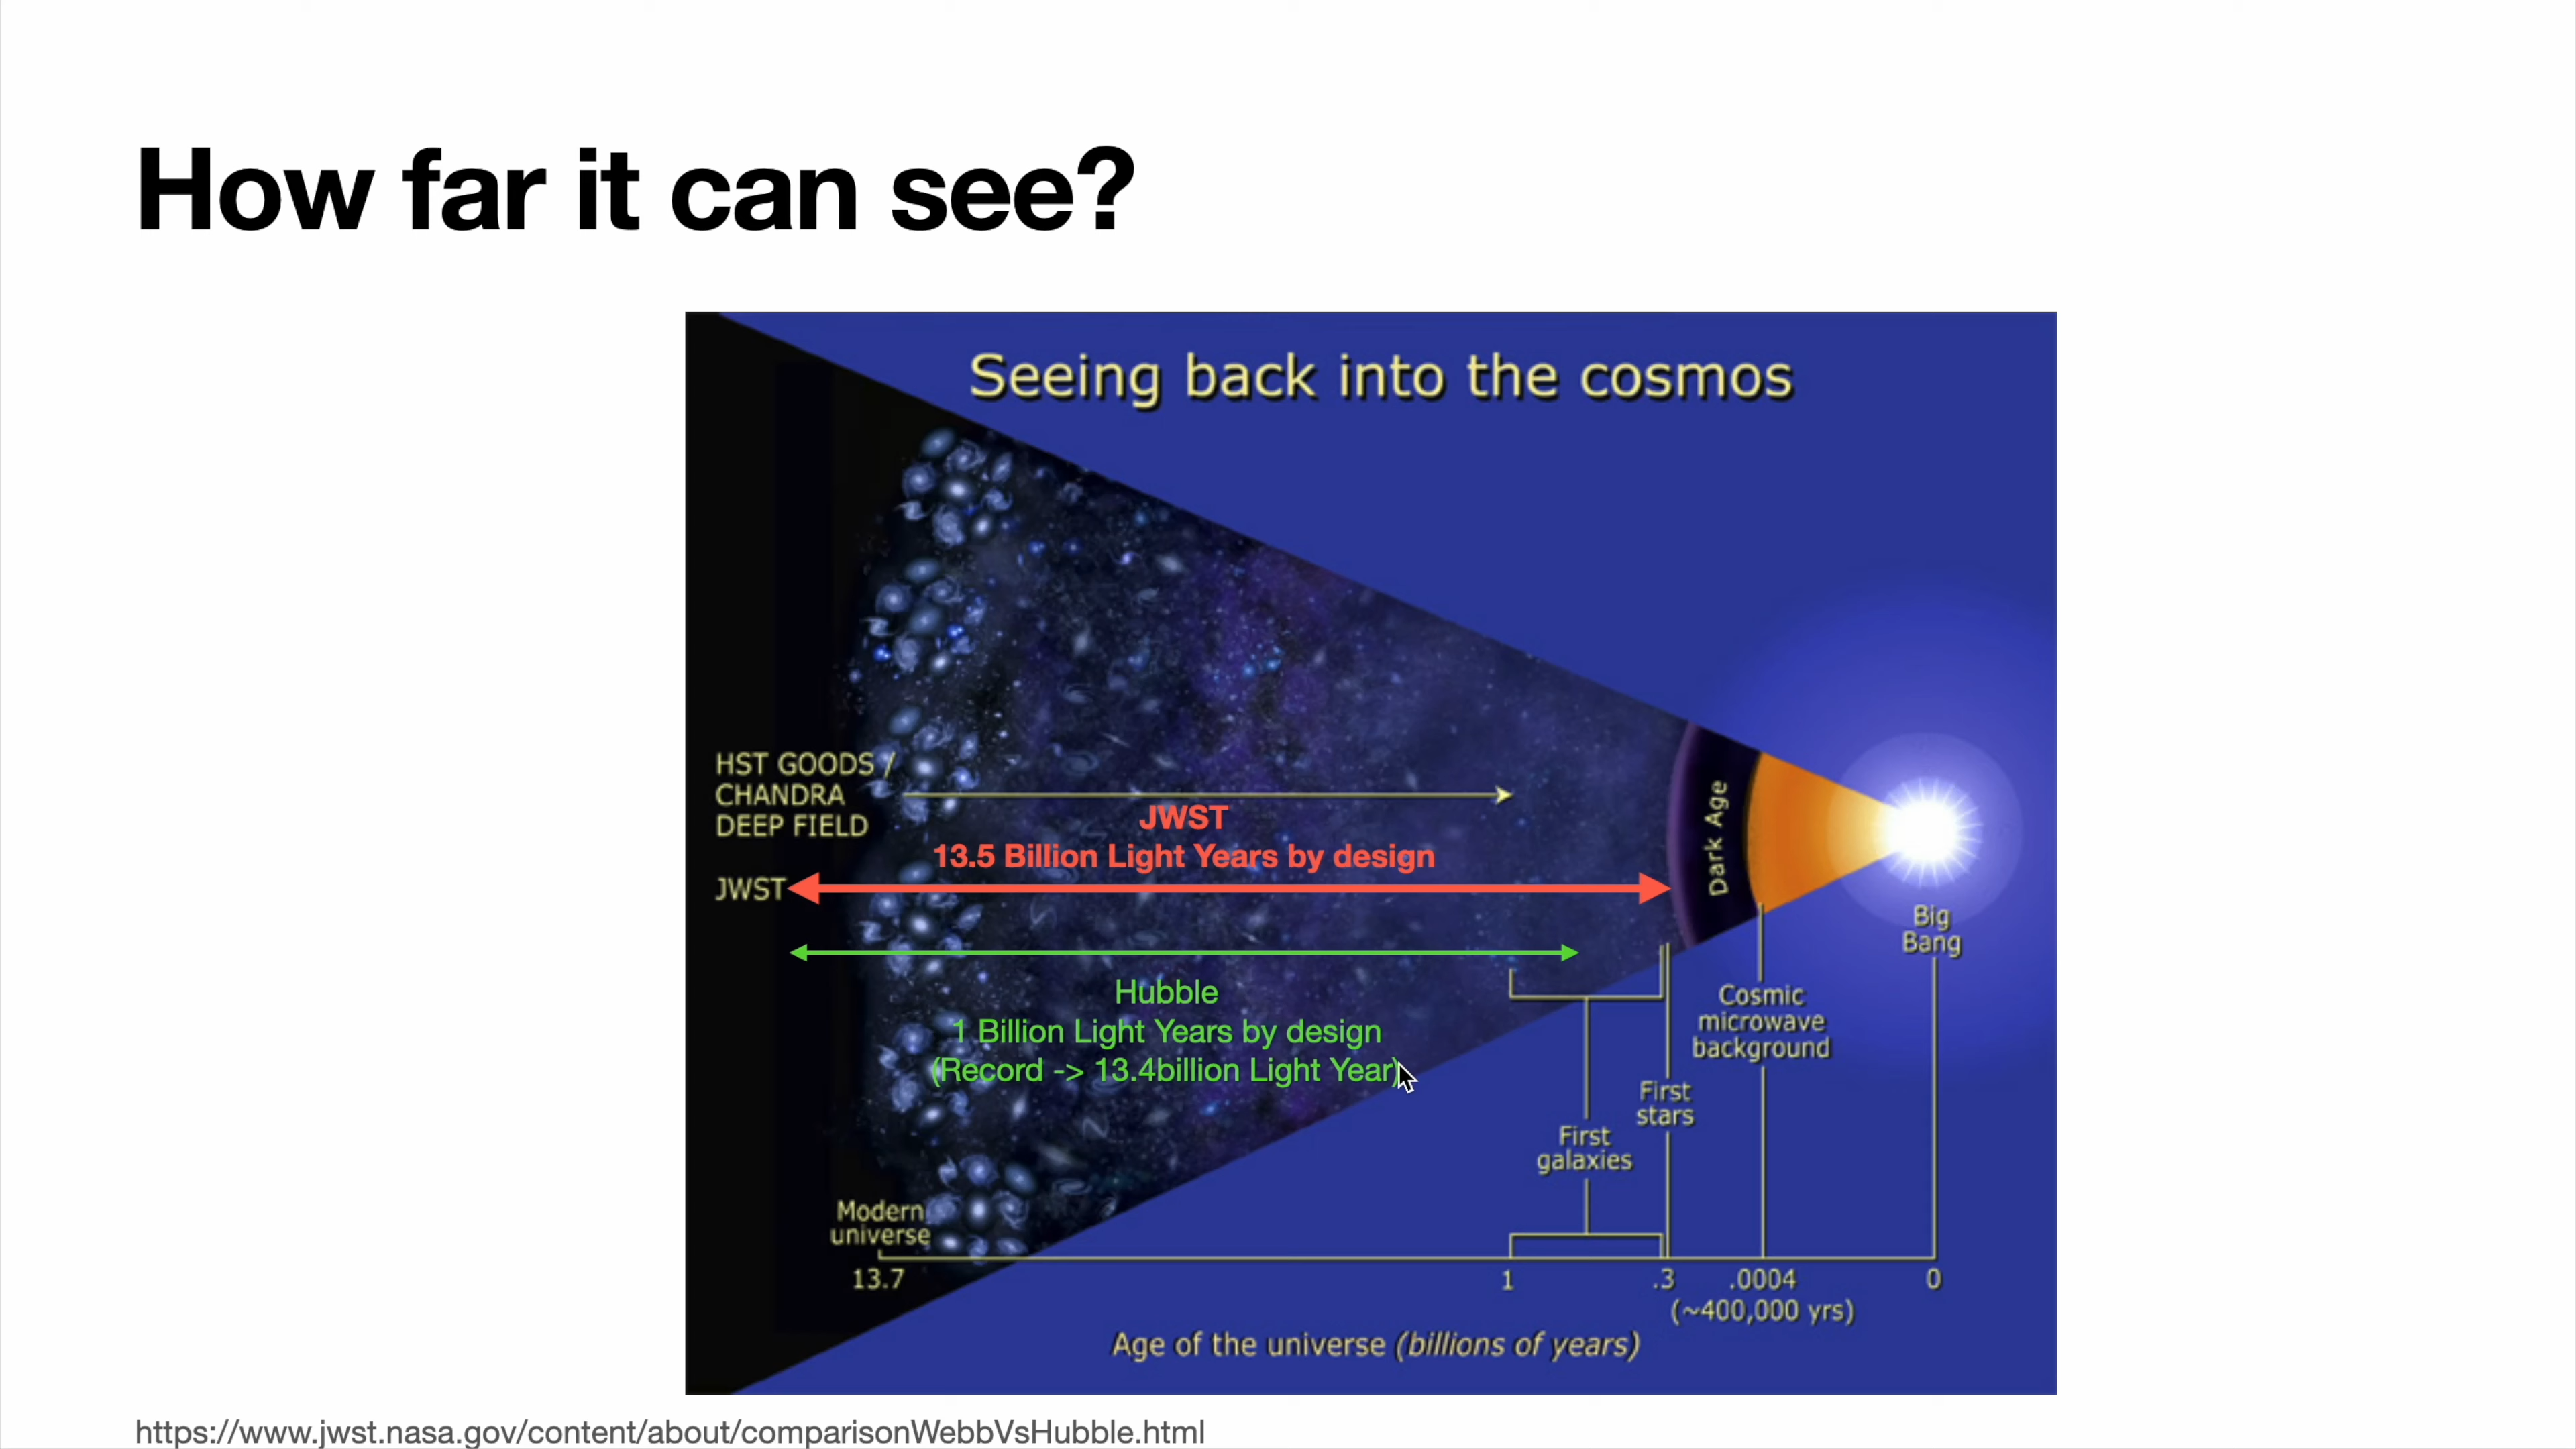 How far it can see?
Seeing back into the cosmos
HST GOODS /
CHANDRA
DEEP FIELD
JWST
13.5 Billion Light Years by design
JWST
Dark Age
Big
Bang
Hubble
1 Billion Light Years by design
(Record -> 13.4billion Light Year)
Cosmic
microwave
background
First
stars
First
galaxies
Modern
universe
13.7
1
.3
.0004
0
(~400,000 yrs)
Age of the universe (billions of years)
https://www.jwst.nasa.gov/content/about/comparisonWebbVsHubble.html